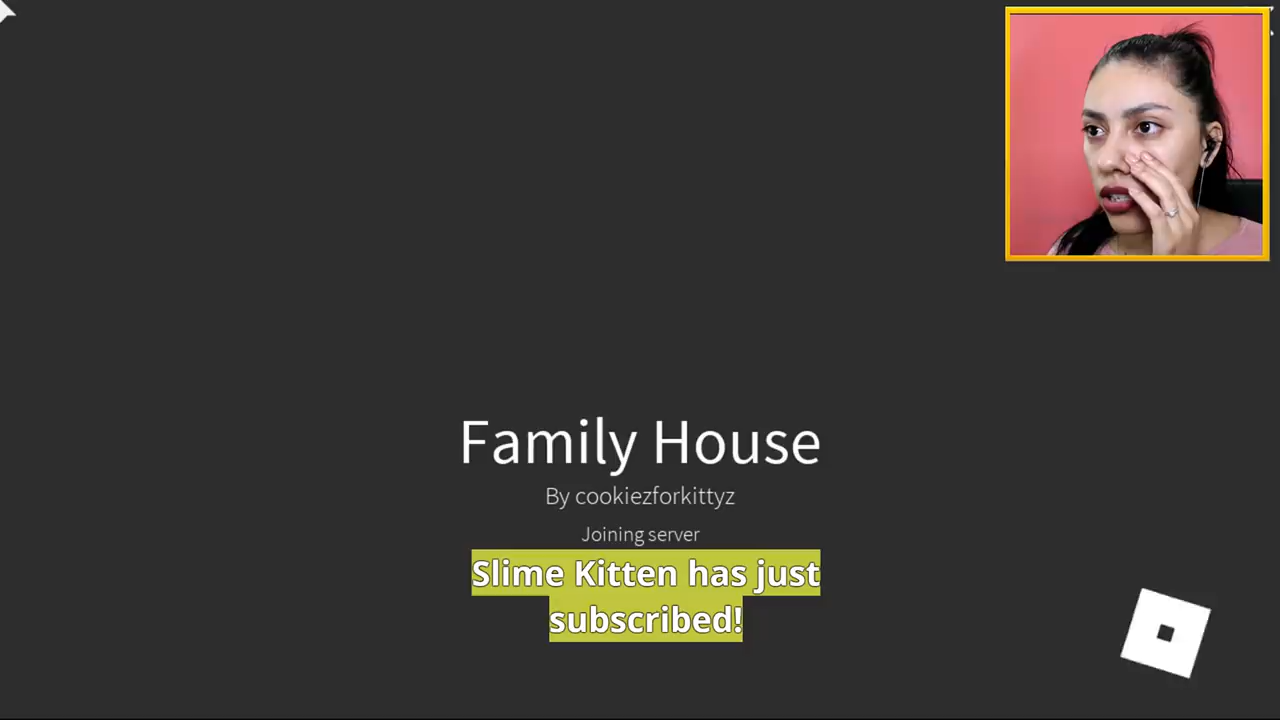 Family House
By cookiezforkittyz
Joining server
Slime Kitten has just
subscribed!